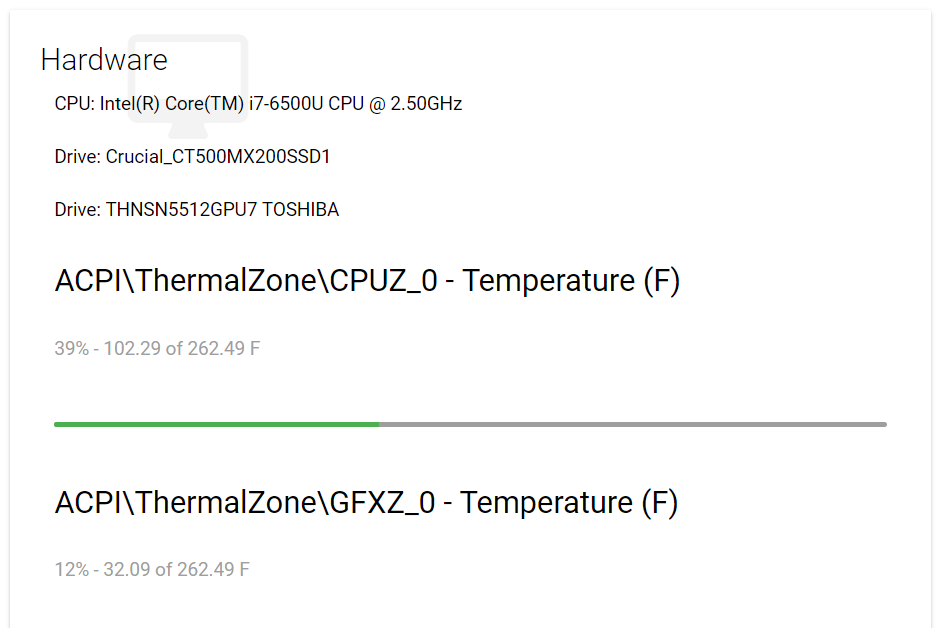 Hardware
CPU: Intel(R) Core(TM) i7-6500U CPU @ 2.50GHz
Drive: Crucial_CT500MX200SSD1
Drive: THNSN5512GPU7 TOSHIBA
ACPI\ThermalZone\CPUZ_0 - Temperature (F)
39% - 102.29 of 262.49 F
ACPI\ThermalZone\GFXZ_0 - Temperature (F)
12% - 32.09 of 262.49 F